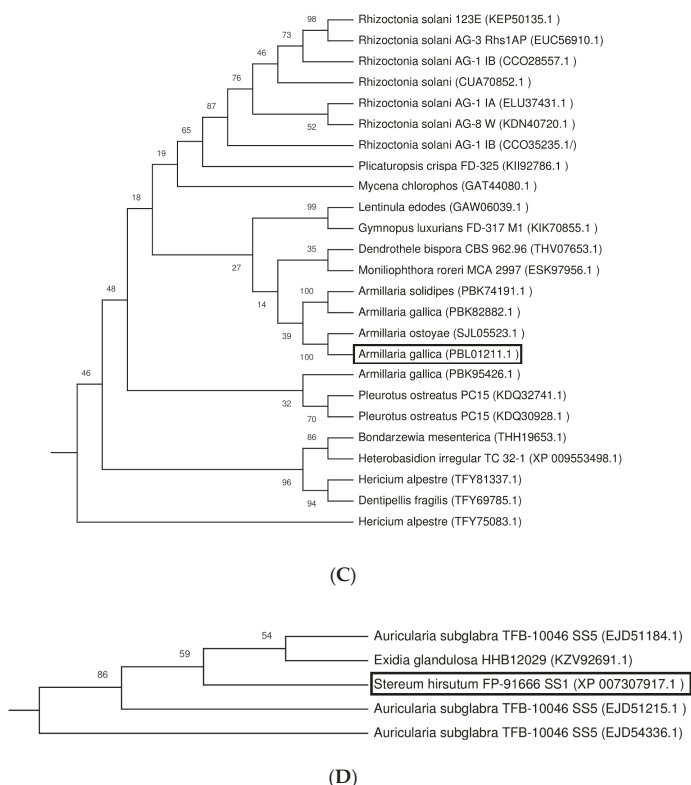 98
Rhizoctonia solani 123E (KEP50135.1 )
73
Rhizoctonia solani AG-3 Rhs1AP (EUC56910.1)
46
Rhizoctonia solani AG-1 IB (CCO28557.1 )
76
Rhizoctonia solani (CUA70852.1 )
87
Rhizoctonia solani AG-1 IA (ELU37431.1 )
52
Rhizoctonia solani AG-8 W (KDN40720.1 )
65
Rhizoctonia solani AG-1 IB (CCO35235.1/)
19
Plicaturopsis crispa FD-325 (KII92786.1 )
18
Mycena chlorophos (GAT44080.1 )
99
Lentinula edodes (GAW06039.1 )
27
Gymnopus luxurians FD-317 M1 (KIK70855.1 )
35
Dendrothele bispora CBS 962.96 (THV07653.1)
14
Moniliophthora roreri MCA 2997 (ESK97956.1 )
48
100
Armillaria solidipes (PBK74191.1 )
39
Armillaria gallica (PBK82882.1 )
Armillaria ostoyae (SJL05523.1 )
100
Armillaria gallica (PBL01211.1 )
46
Armillaria gallica (PBK95426.1 )
32
Pleurotus ostreatus PC15 (KDQ32741.1)
70
Pleurotus ostreatus PC15 (KDQ30928.1 )
86
Bondarzewia mesenterica (THH19653.1)
Heterobasidion irregular TC 32-1 (XP 009553498.1)
96
Hericium alpestre (TFY81337.1)
94
Dentipellis fragilis (TFY69785.1)
Hericium alpestre (TFY75083.1)
(C)
54
Auricularia subglabra TFB-10046 SS5 (EJD51184.1)
59
Exidia glandulosa HHB12029 (KZV92691.1)
86
Stereum hirsutum FP-91666 SS1 (XP 007307917.1 )
Auricularia subglabra TFB-10046 SS5 (EJD51215.1 )
Auricularia subglabra TFB-10046 SS5 (EJD54336.1)
(D)